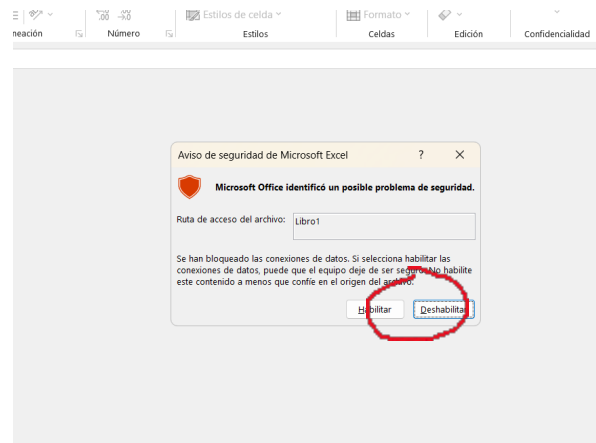 ,00 →,0
Estilos de celda
Formato
neación
Número
Estilos
Celdas
Edición
Confidencialidad
Aviso de seguridad de Microsoft Excel ?
Microsoft Office identificó un posible problema de seguridad.
Ruta de acceso del archivo: Libro1
Se han bloqueado las conexiones de datos. Si selecciona habilitar las
conexiones de datos, puede que el equipo deje de ser seguro. No habilite
este contenido a menos que confíe en el origen del archivo.
Habilitar
Deshabilitar